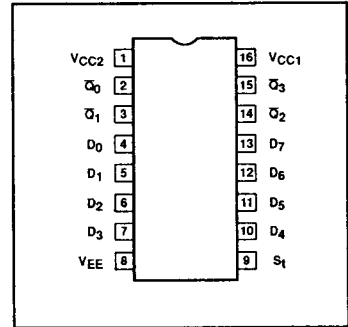 VCC2 1 16 VCC1
Q̅0 2 15 Q̅3
Q̅1 3 14 Q̅2
D0 4 13 D7
D1 5 12 D6
D2 6 11 D5
D3 7 10 D4
VEE 8 9 St